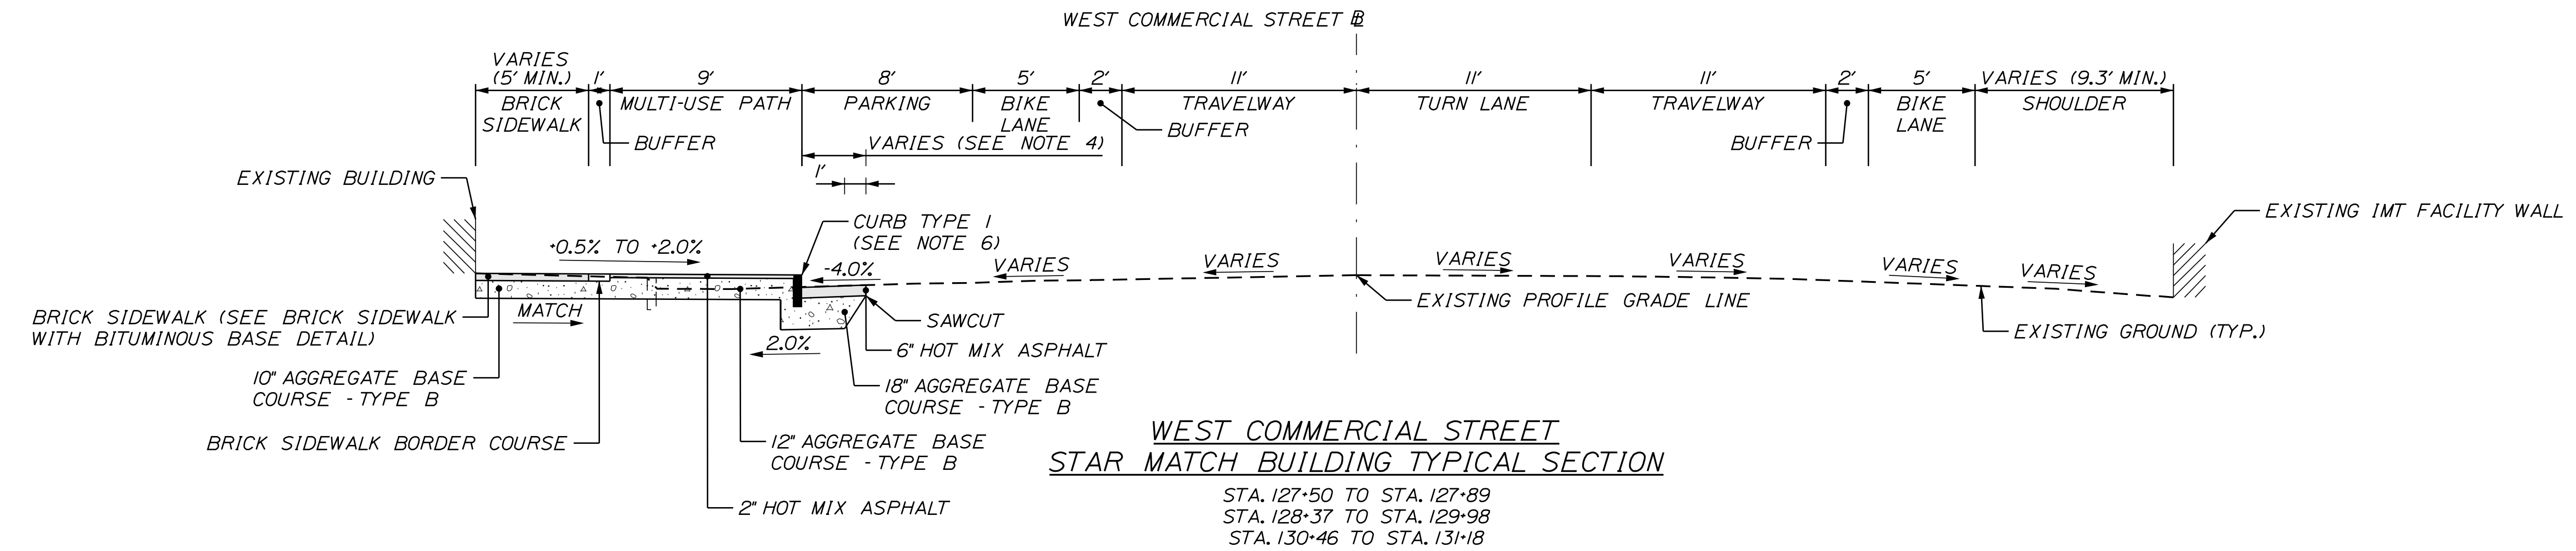 WEST COMMERCIAL STREET ℄
VARIES
(5' MIN.)
1'
9'
8'
5'
2'
11'
11'
11'
2'
5'
VARIES (9.3' MIN.)
BRICK
SIDEWALK
MULTI-USE PATH
PARKING
BIKE
LANE
TRAVELWAY
TURN LANE
TRAVELWAY
BIKE
LANE
SHOULDER
BUFFER
BUFFER
BUFFER
VARIES (SEE NOTE 4)
1'
EXISTING BUILDING
CURB TYPE 1
(SEE NOTE 6)
EXISTING IMT FACILITY WALL
+0.5% TO +2.0%
-4.0%
VARIES
VARIES
VARIES
VARIES
VARIES
VARIES
EXISTING PROFILE GRADE LINE
MATCH
BRICK SIDEWALK (SEE BRICK SIDEWALK
WITH BITUMINOUS BASE DETAIL)
SAWCUT
EXISTING GROUND (TYP.)
2.0%
6" HOT MIX ASPHALT
10" AGGREGATE BASE
COURSE - TYPE B
18" AGGREGATE BASE
COURSE - TYPE B
BRICK SIDEWALK BORDER COURSE
12" AGGREGATE BASE
COURSE - TYPE B
2" HOT MIX ASPHALT
WEST COMMERCIAL STREET
STAR MATCH BUILDING TYPICAL SECTION
STA. 127+50 TO STA. 127+89
STA. 128+37 TO STA. 129+98
STA. 130+46 TO STA. 131+18